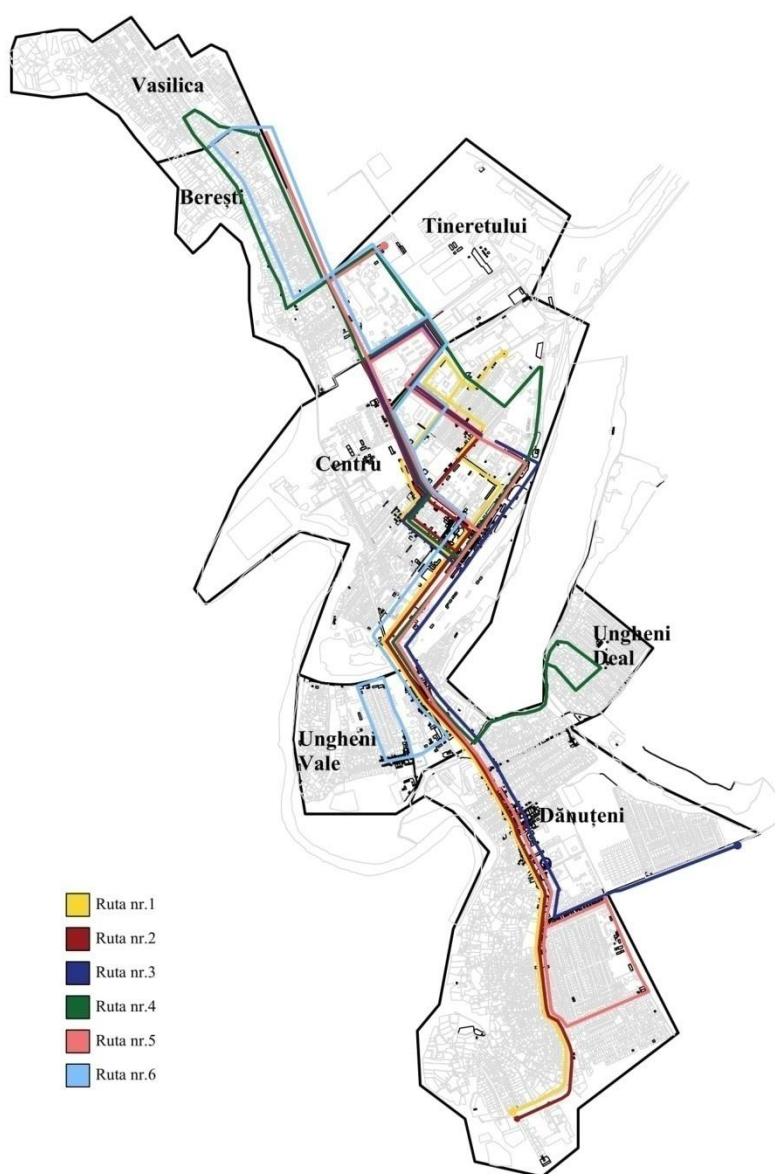 Vasilica
Berești
Tineretului
Centru
Ungheni
Deal
Ungheni
Vale
Dănuțeni
Ruta nr.1
Ruta nr.2
Ruta nr.3
Ruta nr.4
Ruta nr.5
Ruta nr.6